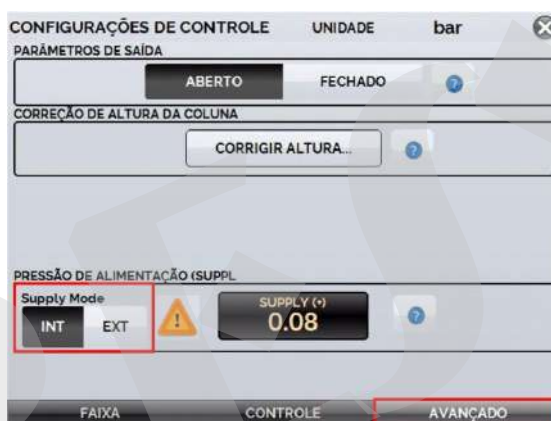 CONFIGURAÇÕES DE CONTROLE UNIDADE bar
PARÂMETROS DE SAÍDA
ABERTO FECHADO ?
CORREÇÃO DE ALTURA DA COLUNA
CORRIGIR ALTURA... ?
PRESSÃO DE ALIMENTAÇÃO (SUPPL
Supply Mode
INT EXT ! SUPPLY (+) ?
0.08
FAIXA CONTROLE AVANÇADO